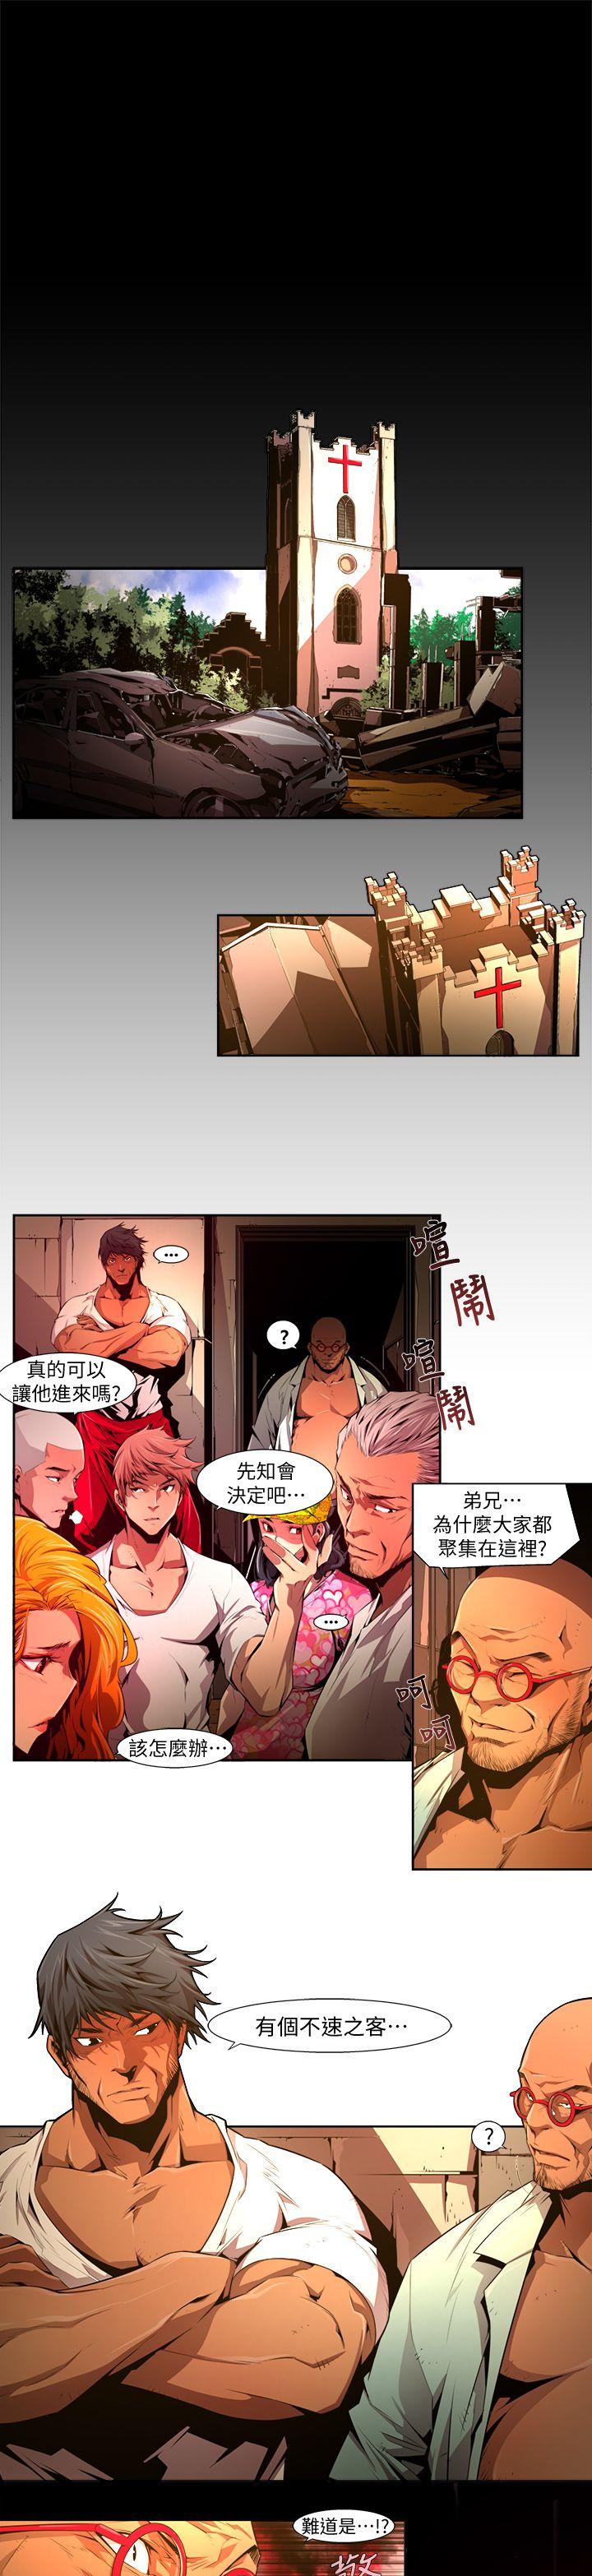 …
?
喧
鬧
喧
鬧
真的可以
讓他進來嗎?
先知會
決定吧…
…
該怎麼辦…
弟兄…
為什麼大家都
聚集在這裡?
呵
呵
有個不速之客…
?
難道是…!?
驚